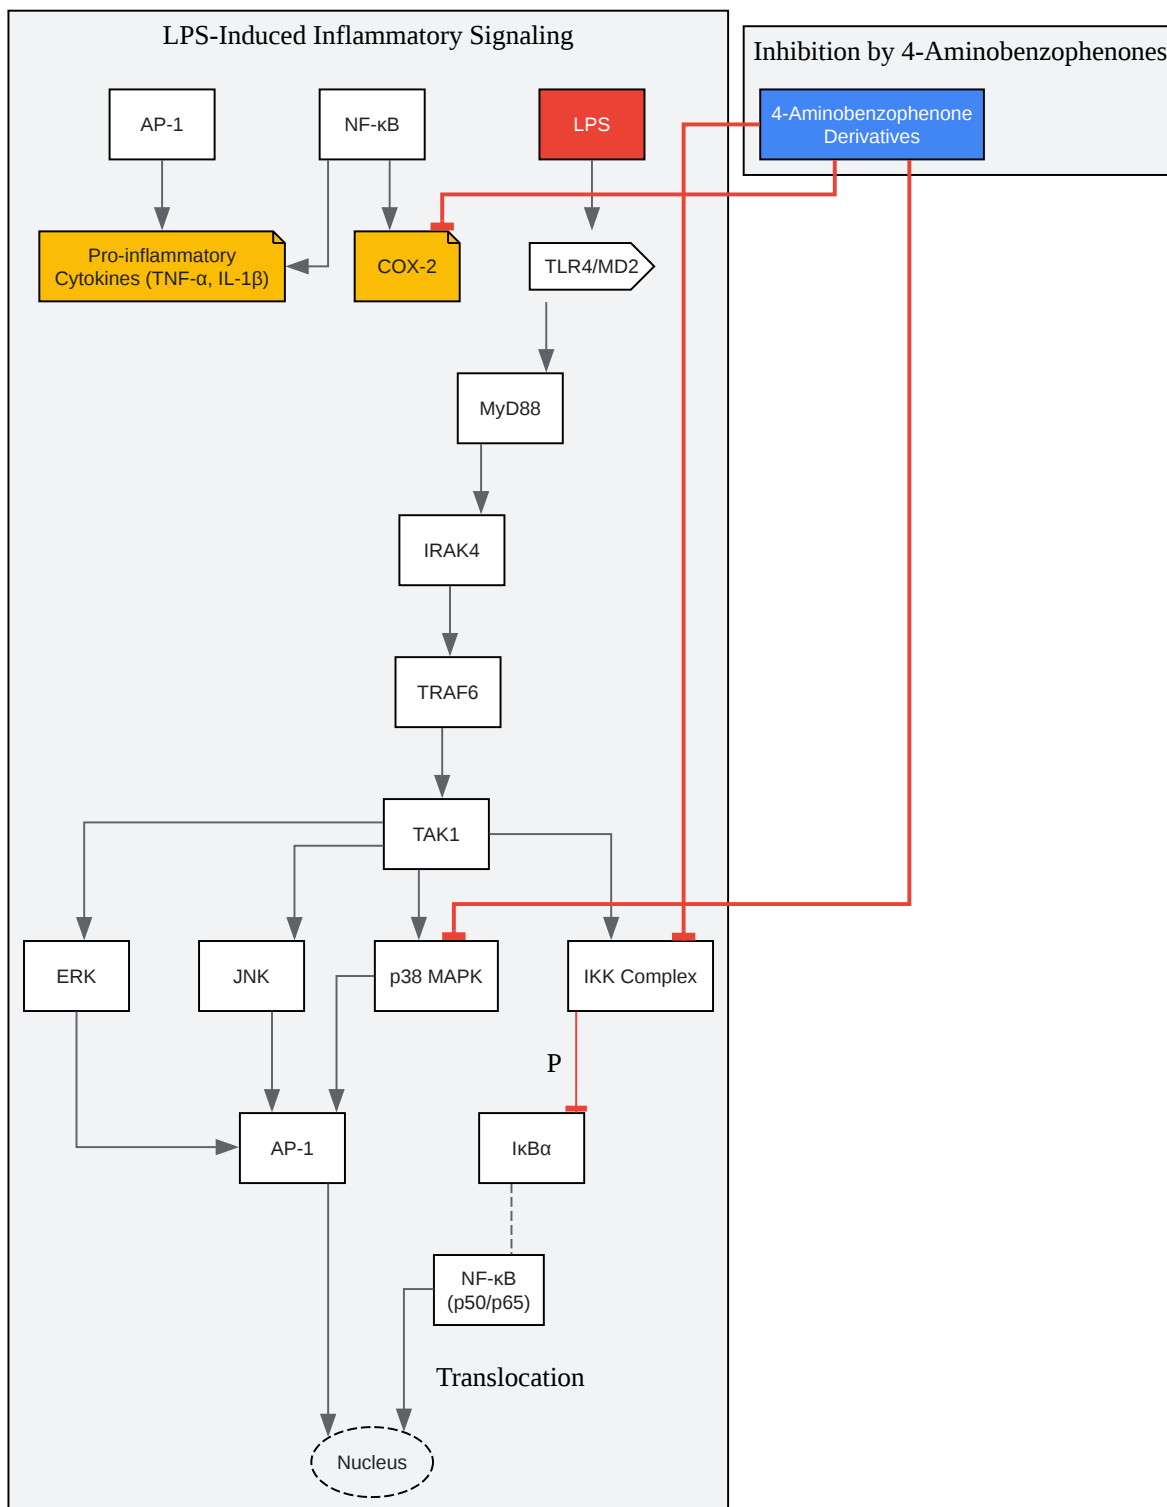 LPS-Induced Inflammatory Signaling
Inhibition by 4-Aminobenzophenones
AP-1
NF-κB
LPS
4-Aminobenzophenone
Derivatives
Pro-inflammatory
Cytokines (TNF-α, IL-1β)
COX-2
TLR4/MD2
MyD88
IRAK4
TRAF6
TAK1
ERK
JNK
p38 MAPK
IKK Complex
P
AP-1
IκBα
NF-κB
(p50/p65)
Translocation
Nucleus